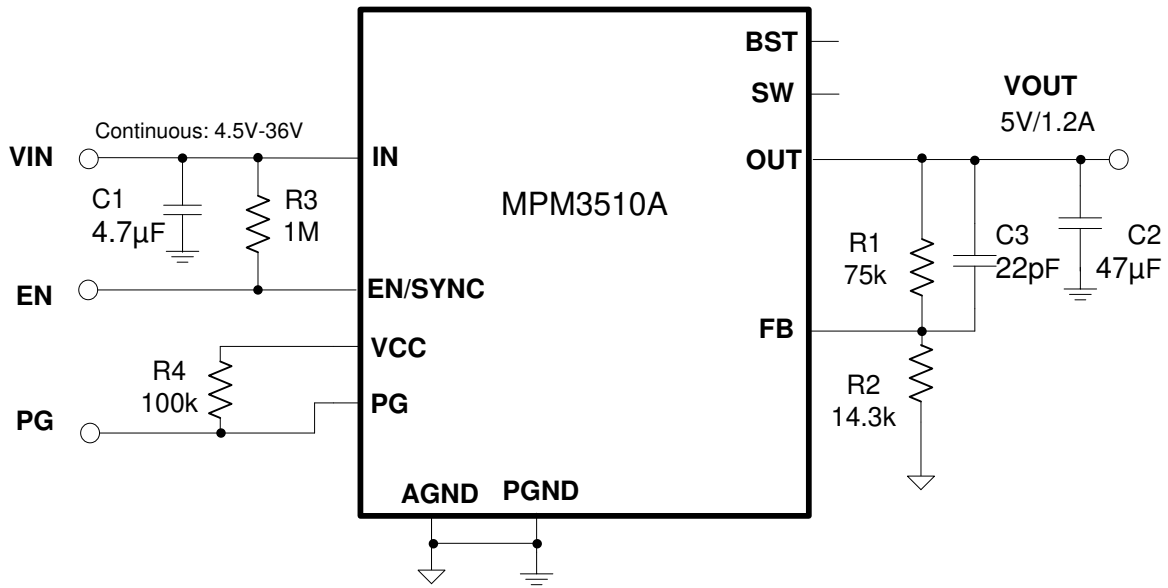 BST
SW
VOUT
5V/1.2A
Continuous: 4.5V-36V
VIN
IN
OUT
MPM3510A
C1
4.7µF
R3
1M
R1
75k
C3
22pF
C2
47µF
EN
EN/SYNC
FB
VCC
R4
100k
PG
PG
R2
14.3k
AGND
PGND